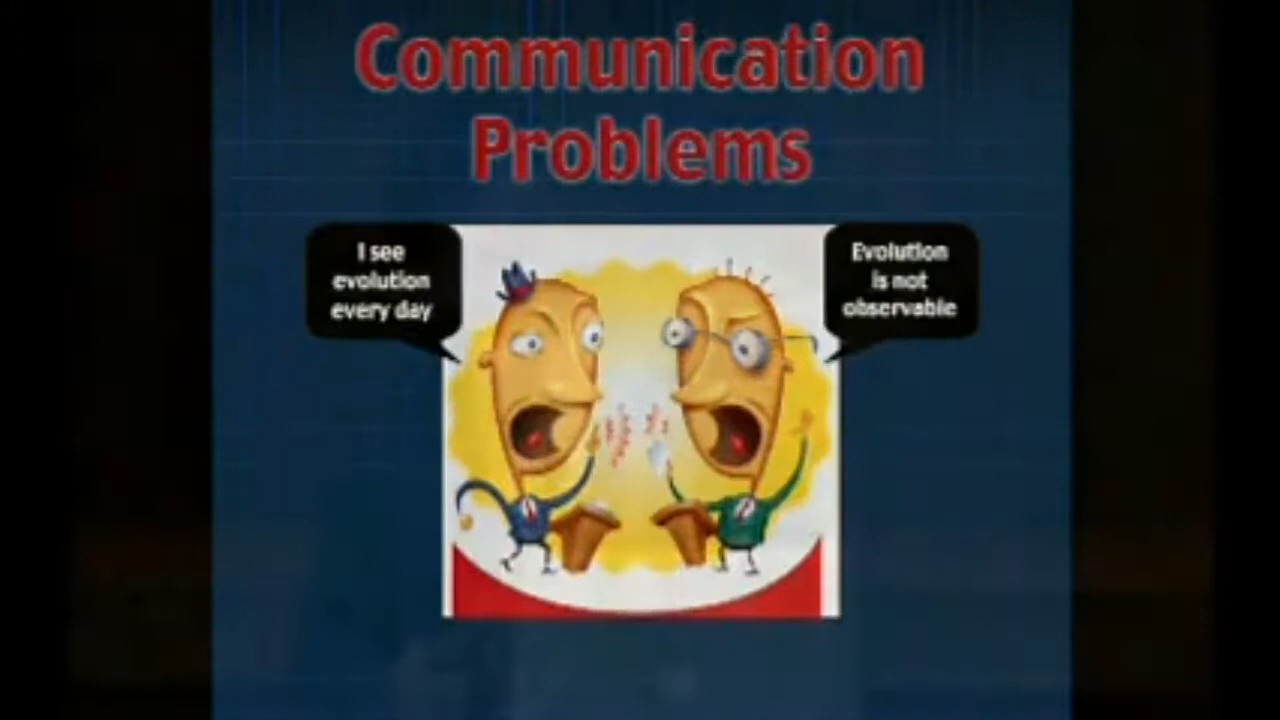 Communication
Problems
I see
evolution
every day
Evolution
is not
observable